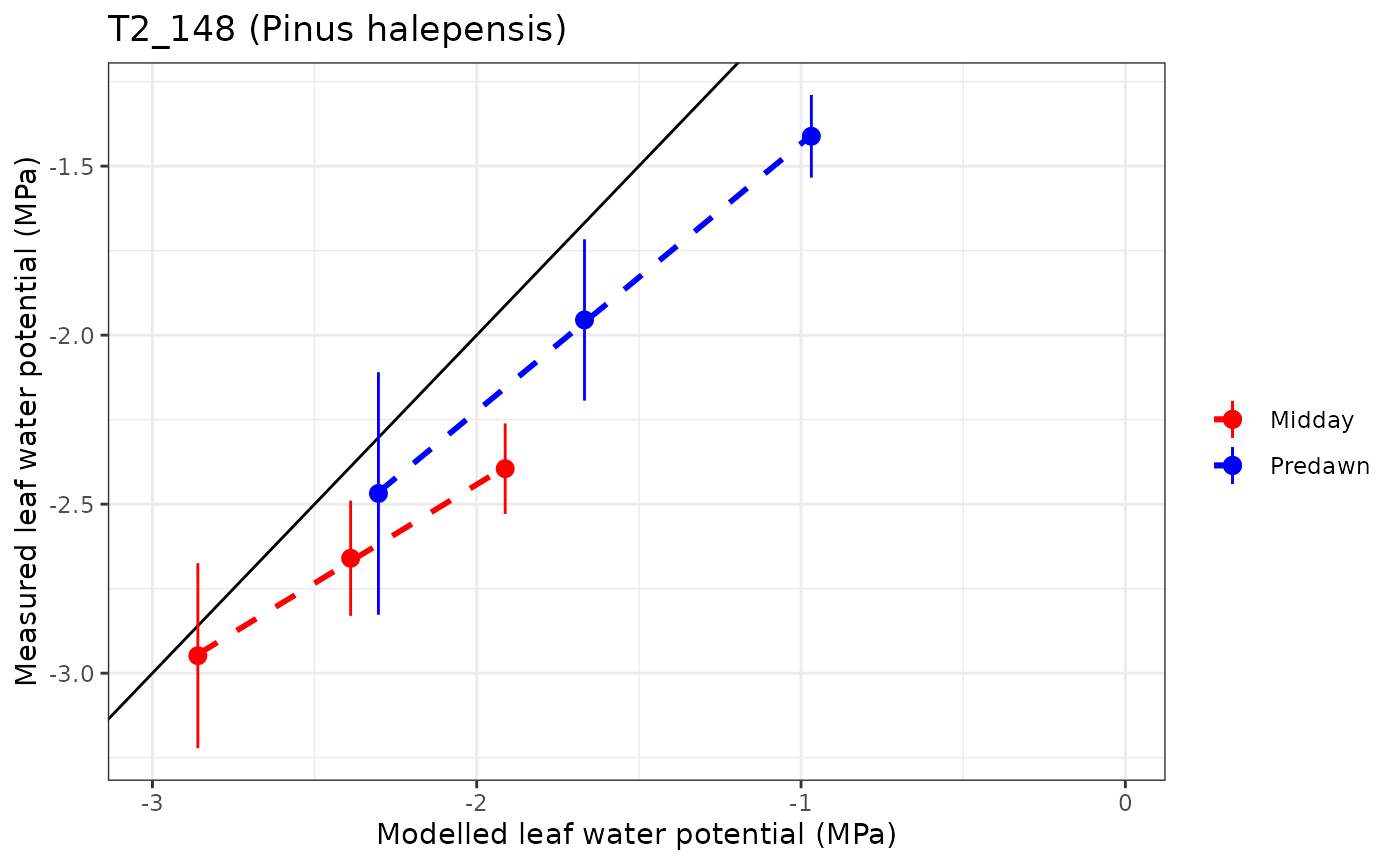 T2_148 (Pinus halepensis)
Measured leaf water potential (MPa)
-1.5
-2.0
-2.5
-3.0
-3
-2
-1
0
Modelled leaf water potential (MPa)
Midday
Predawn